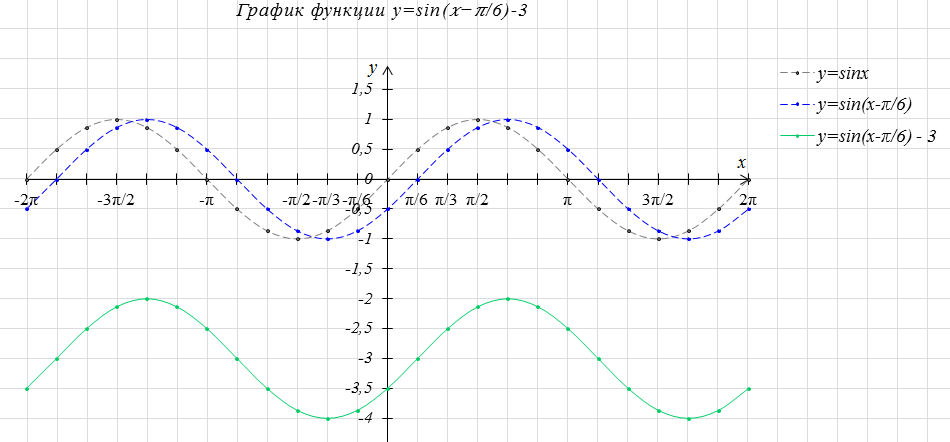 График функции y=sin(x−π/6)-3
y
1,5
1
0,5
0
-0,5
-1
-1,5
-2
-2,5
-3
-3,5
-4
x
-2π -3π/2 -π -π/2 -π/3 -π/6 π/6 π/3 π/2 π 3π/2 2π
y=sinx
y=sin(x-π/6)
y=sin(x-π/6) - 3